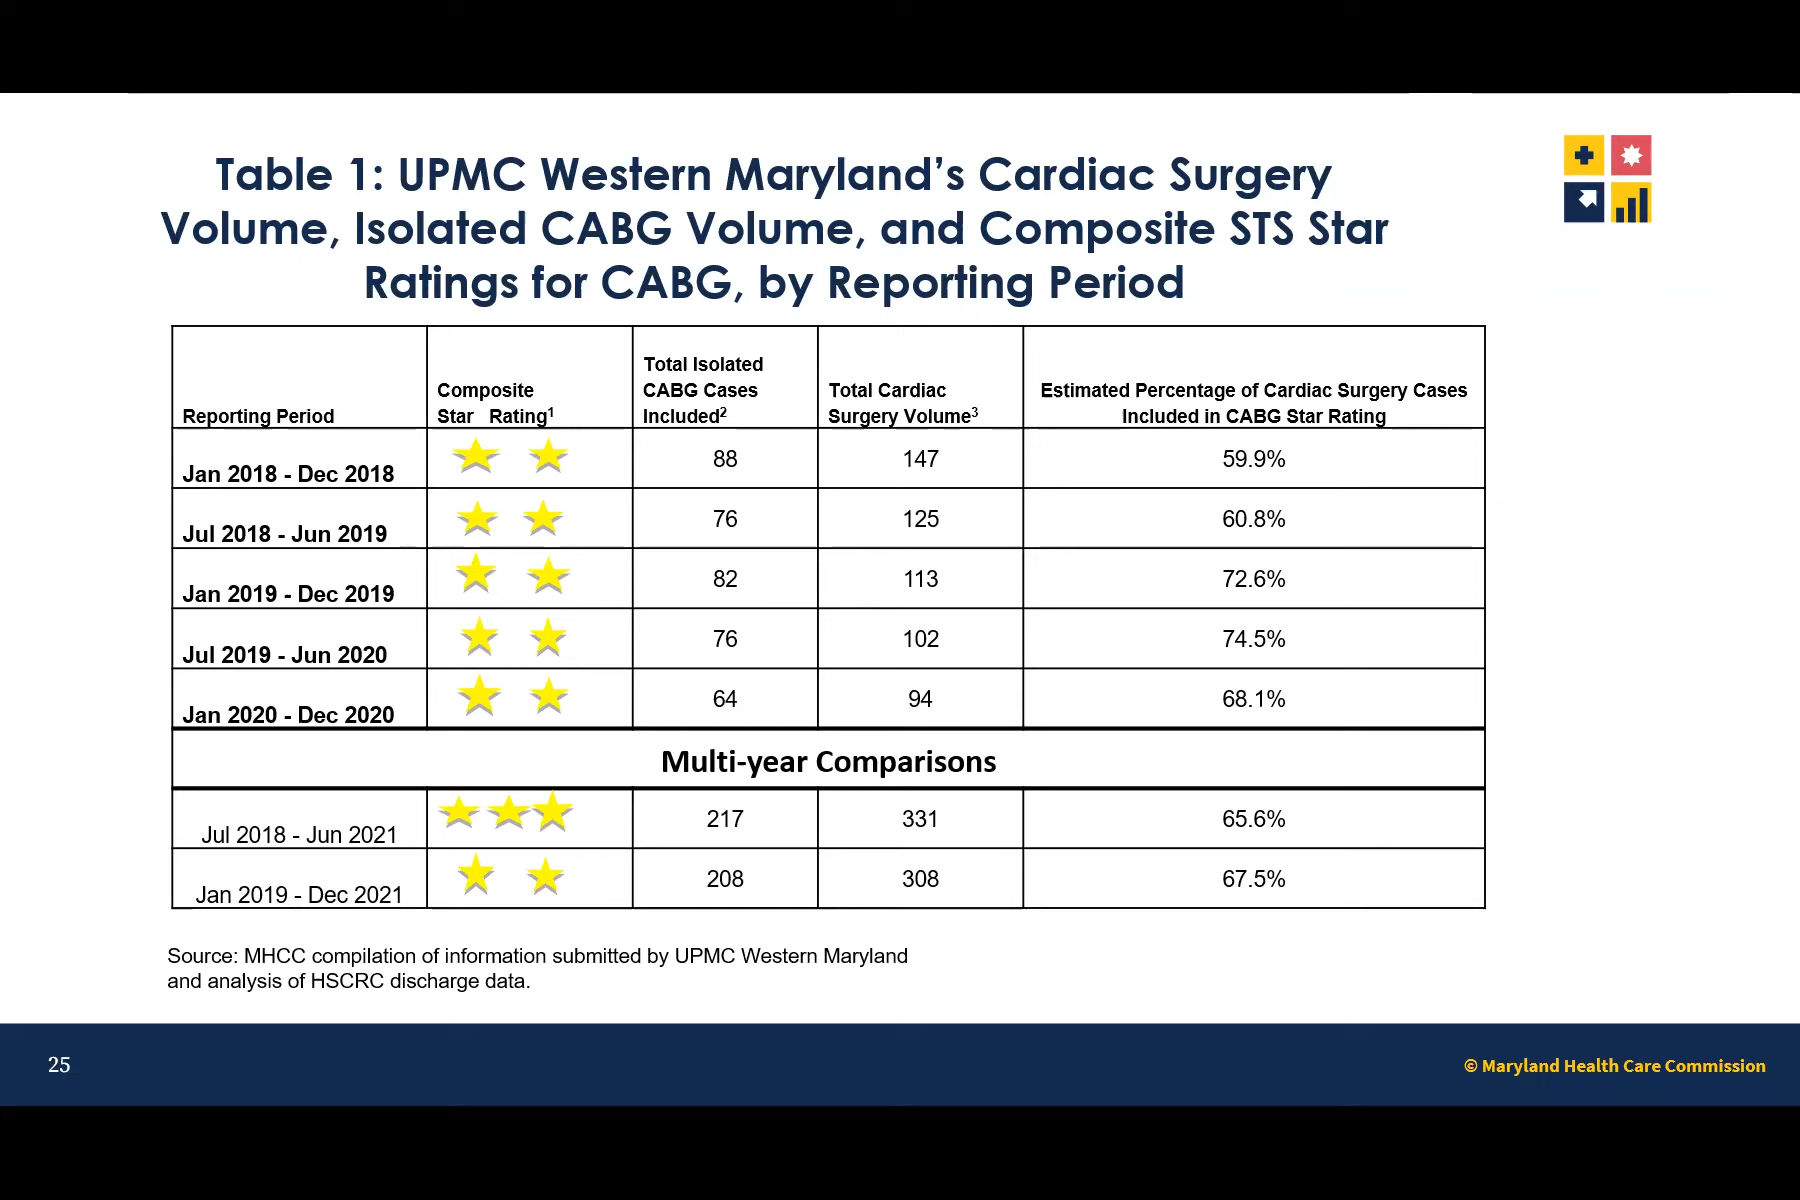 Table 1: UPMC Western Maryland’s Cardiac Surgery
Volume, Isolated CABG Volume, and Composite STS Star
Ratings for CABG, by Reporting Period
Reporting Period
Composite
Star Rating1
Total Isolated
CABG Cases
Included2
Total Cardiac
Surgery Volume3
Estimated Percentage of Cardiac Surgery Cases
Included in CABG Star Rating
Jan 2018 - Dec 2018 88 147 59.9%
Jul 2018 - Jun 2019 76 125 60.8%
Jan 2019 - Dec 2019 82 113 72.6%
Jul 2019 - Jun 2020 76 102 74.5%
Jan 2020 - Dec 2020 64 94 68.1%
Multi-year Comparisons
Jul 2018 - Jun 2021 217 331 65.6%
Jan 2019 - Dec 2021 208 308 67.5%
Source: MHCC compilation of information submitted by UPMC Western Maryland
and analysis of HSCRC discharge data.
25
© Maryland Health Care Commission